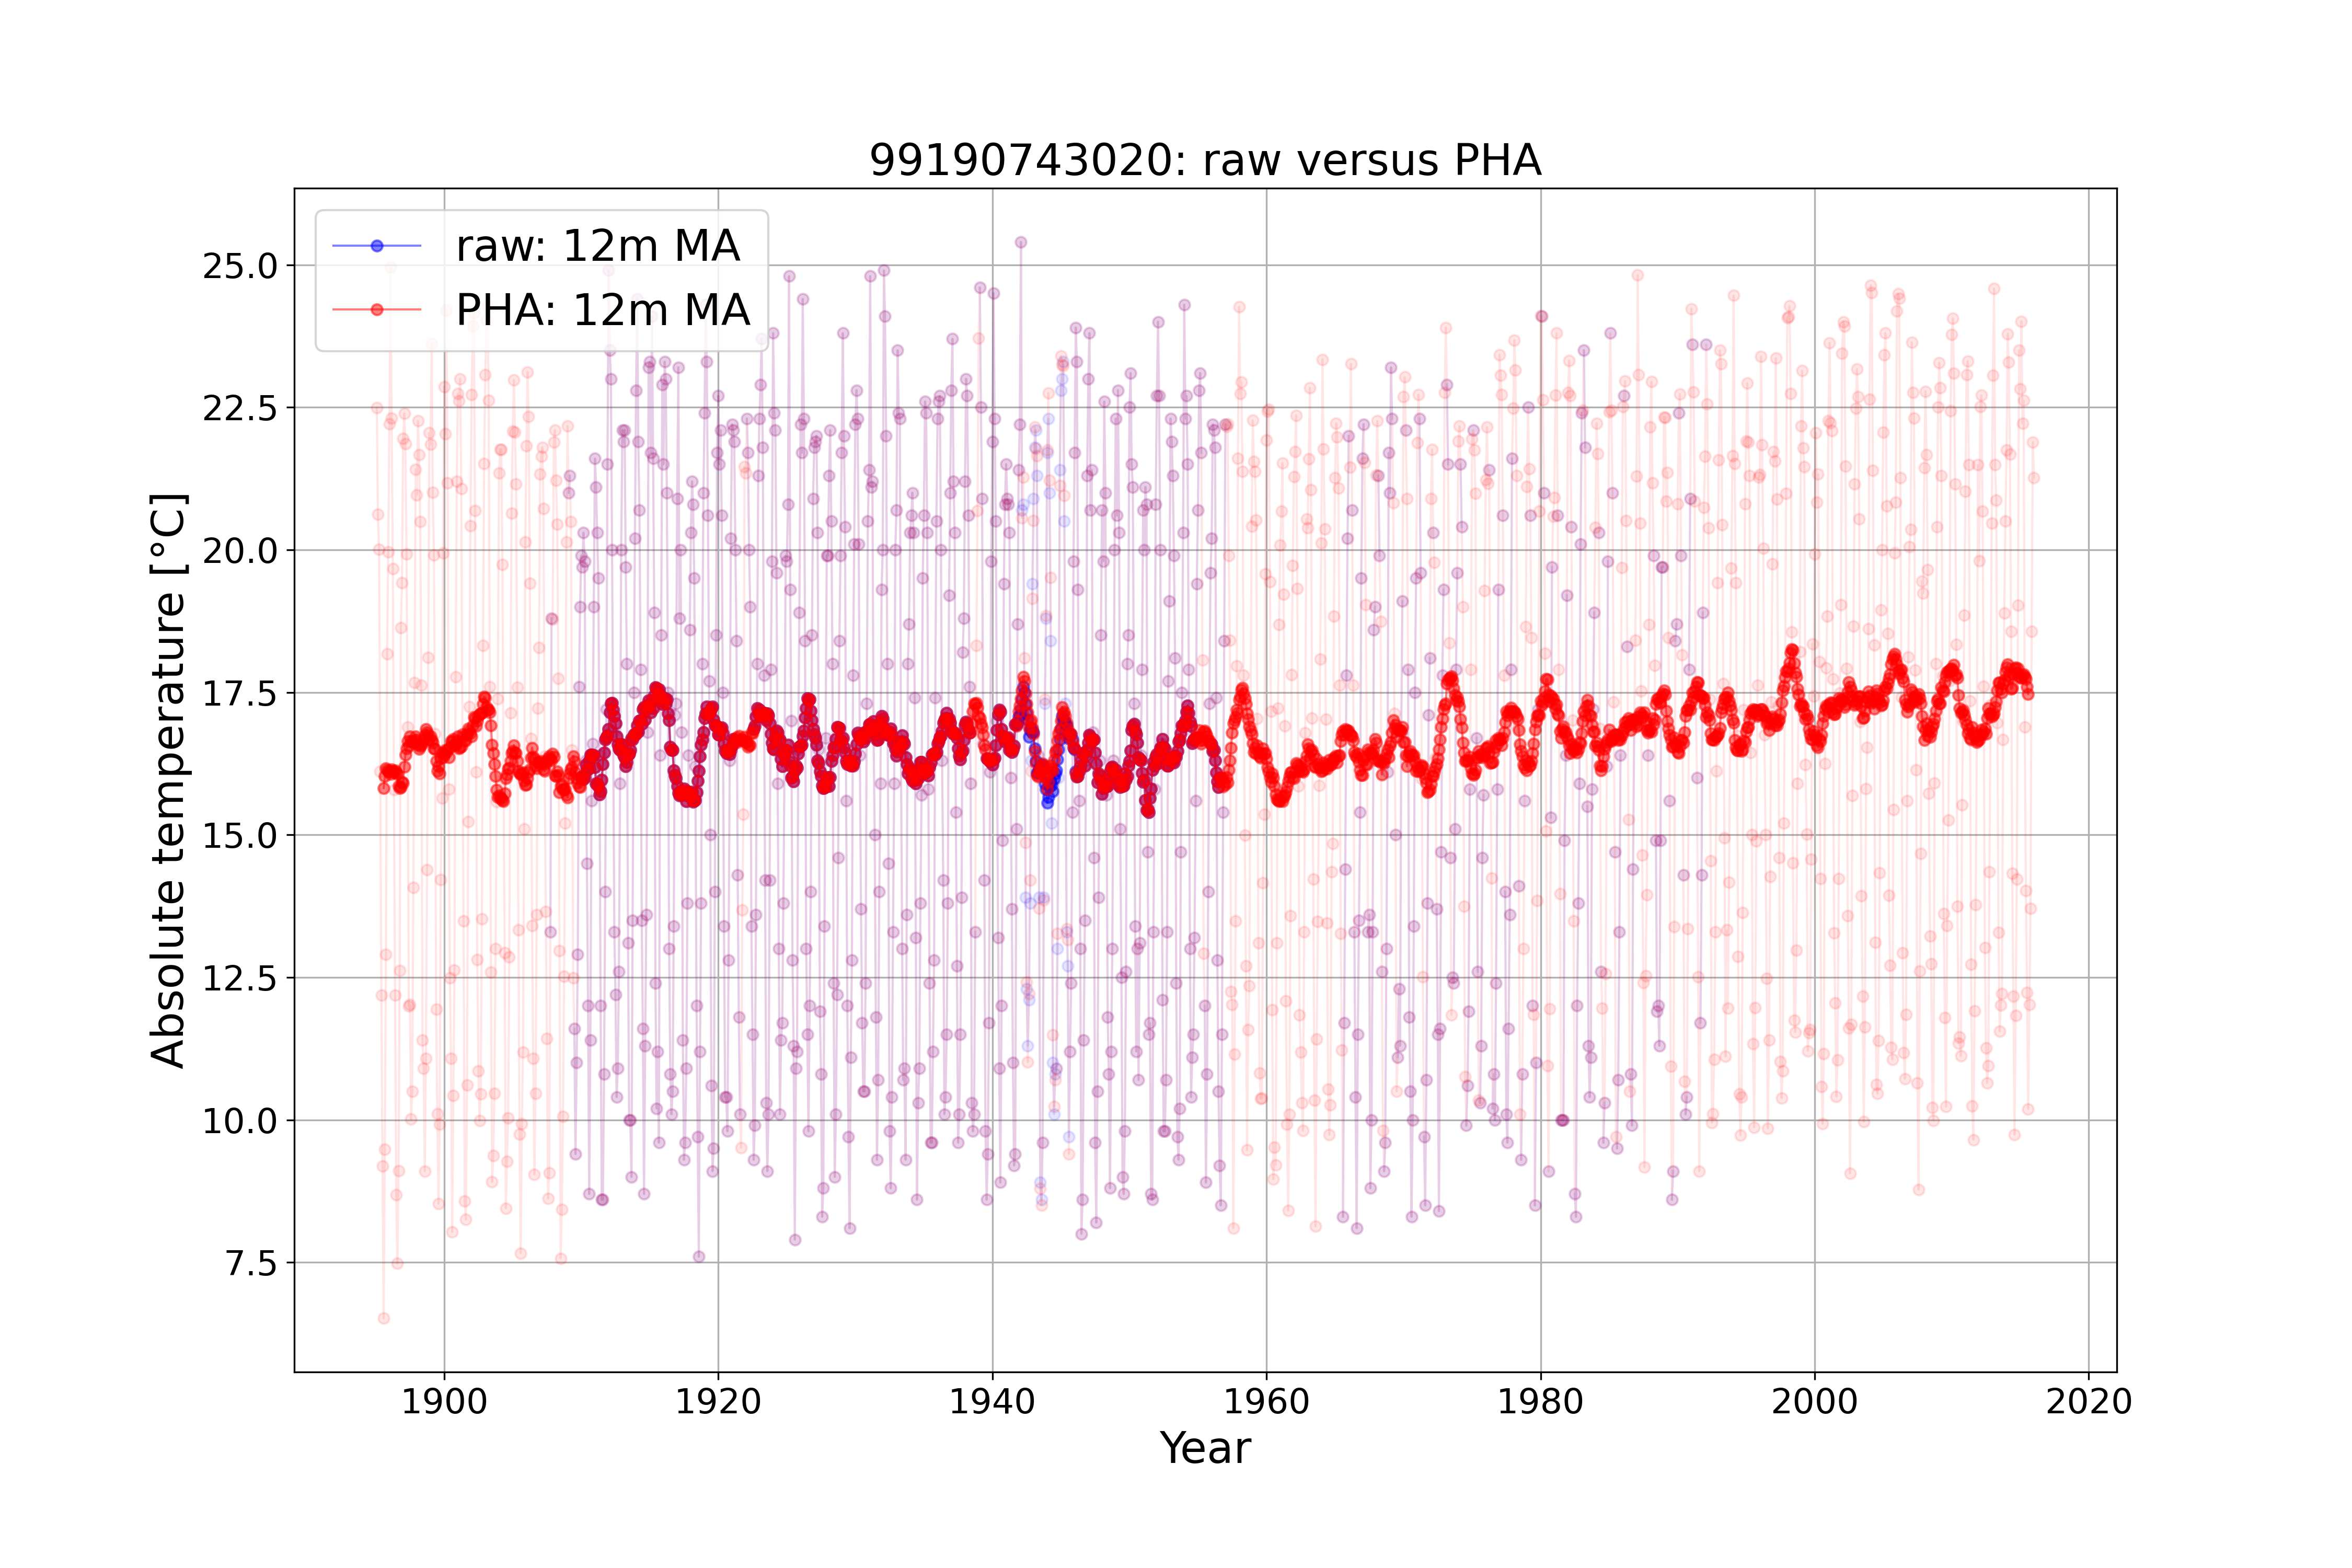 99190743020: raw versus PHA
raw: 12m MA
PHA: 12m MA
Absolute temperature [°C]
25.0
22.5
20.0
17.5
15.0
12.5
10.0
7.5
1900 1920 1940 1960 1980 2000 2020
Year